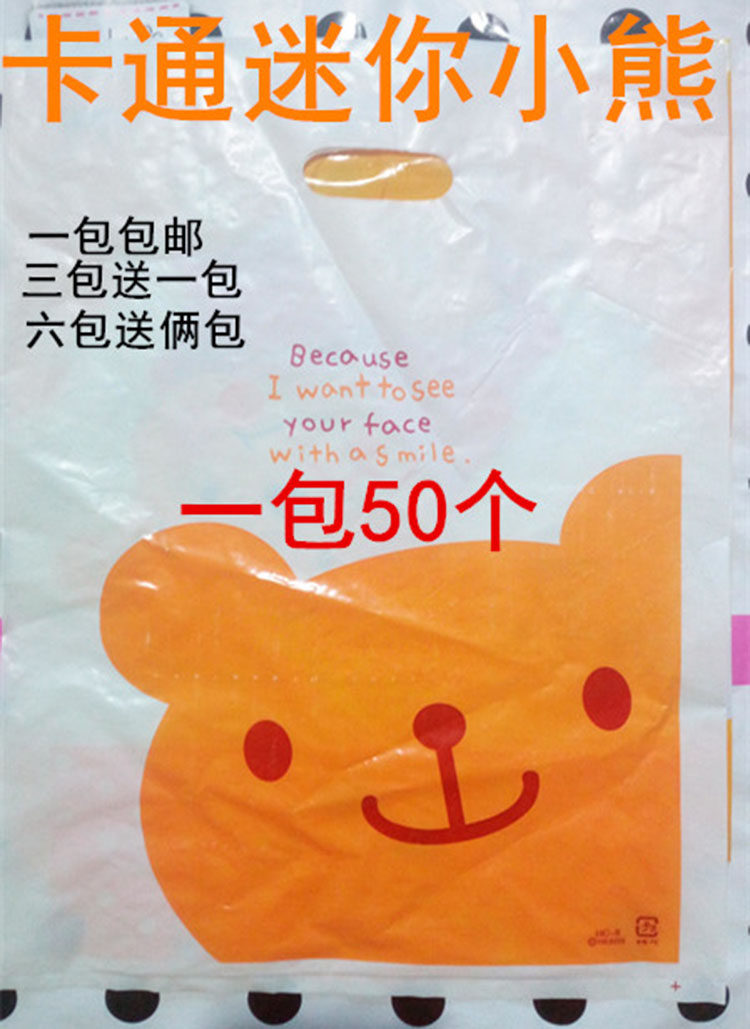 卡通迷你小熊
一包包邮
三包送一包
六包送俩包
Because
I want to see
your face
with a smile.
一包50个